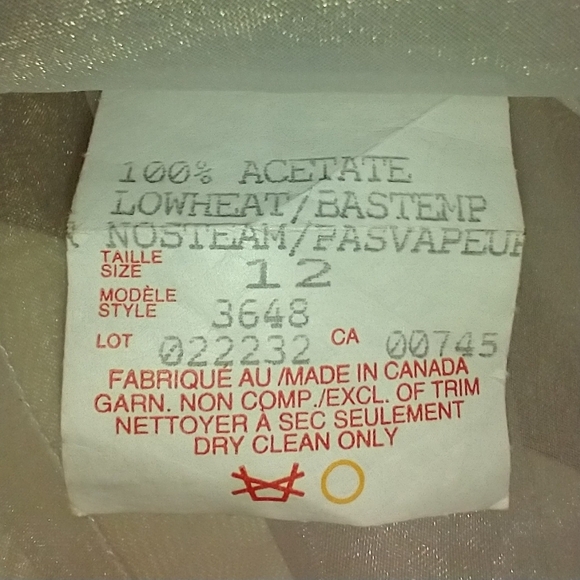 100% ACETATE
LOWHEAT/BASTEMP
R NOSTEAM/PASVAPEUR
TAILLE
SIZE 12
MODÈLE
STYLE 3648
LOT 022232 CA 00745
FABRIQUÉ AU /MADE IN CANADA
GARN. NON COMP./EXCL. OF TRIM
NETTOYER À SEC SEULEMENT
DRY CLEAN ONLY